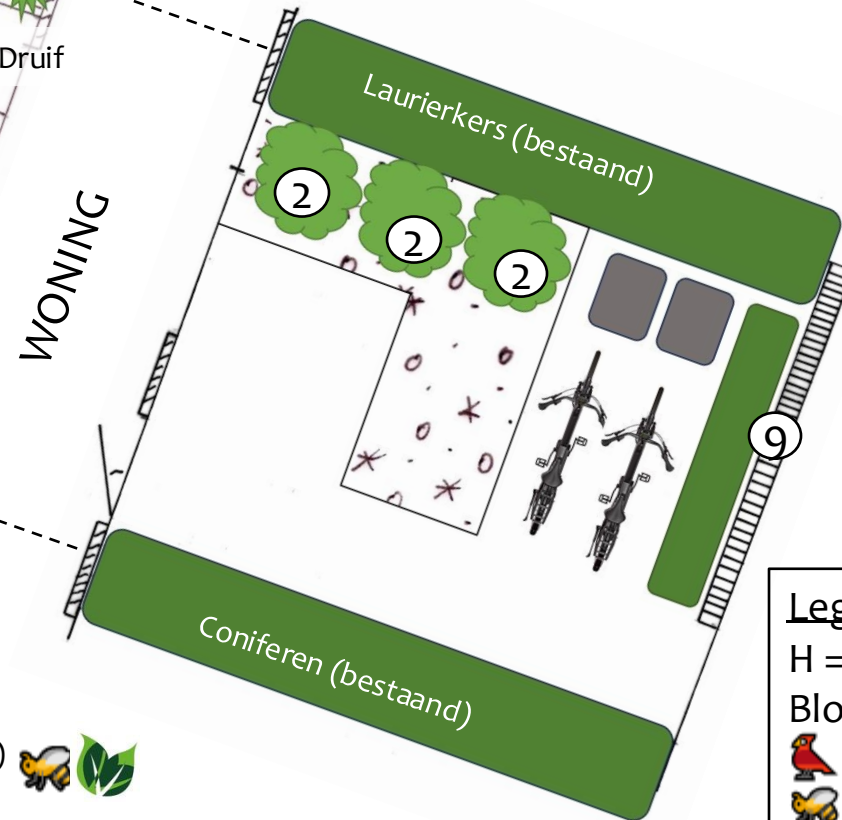 Druif
Laurierkers (bestaand)
2
2
2
WONING
9
Coniferen (bestaand)
Leg
H =
Blo
)